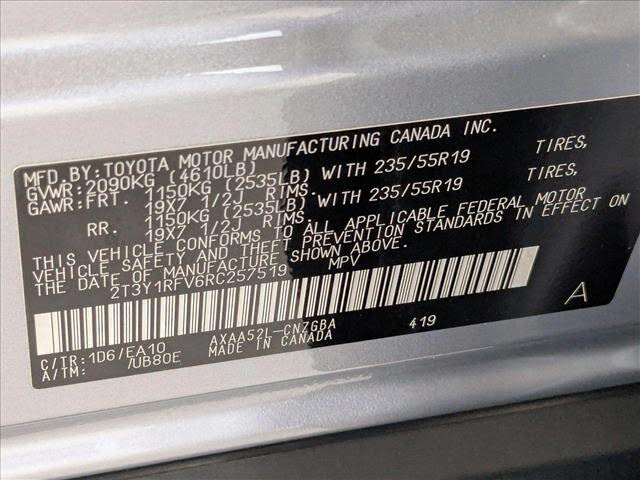 MFD.BY:TOYOTA MOTOR MANUFACTURING CANADA INC.
GVWR:2090KG (4610LB)
GAWR:FRT. 1150KG (2535LB) WITH 235/55R19 TIRES,
19X7 1/2J RIMS.
RR. 1150KG (2535LB) WITH 235/55R19 TIRES,
19X7 1/2J RIMS.
THIS VEHICLE CONFORMS TO ALL APPLICABLE FEDERAL MOTOR
VEHICLE SAFETY AND THEFT PREVENTION STANDARDS IN EFFECT ON
THE DATE OF MANUFACTURE SHOWN ABOVE.
2T3Y1RFV6RC257519 MPV
C/TR:1D6/EA10 AXAA52L-CNZGBA 419 A
A/TM: /UB80E MADE IN CANADA